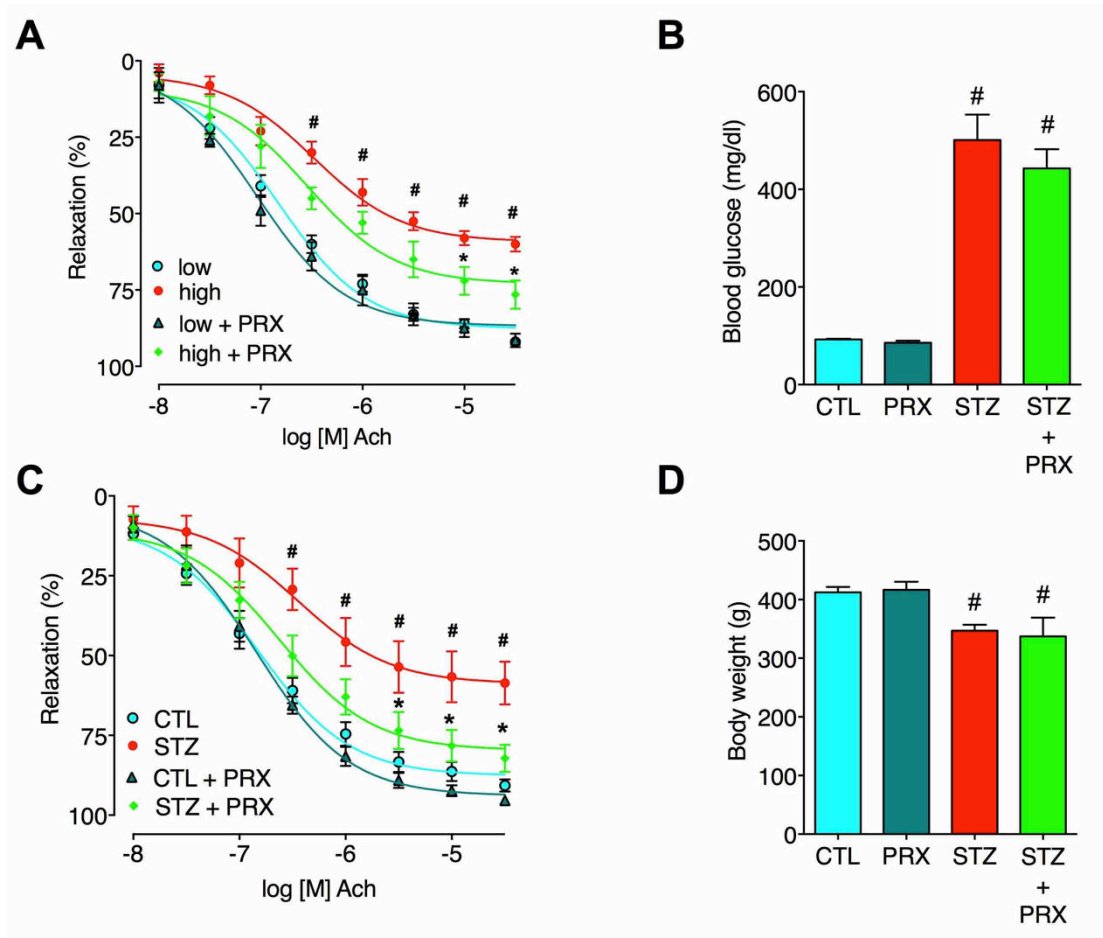 A
Relaxation (%)
0
25
50
75
100
# # # # #
* *
low
high
low + PRX
high + PRX
-8 -7 -6 -5
log [M] Ach
B
Blood glucose (mg/dl)
600
400
200
0
# #
CTL PRX STZ STZ
+
PRX
C
Relaxation (%)
0
25
50
75
100
# # # # #
* * *
CTL
STZ
CTL + PRX
STZ + PRX
-8 -7 -6 -5
log [M] Ach
D
Body weight (g)
500
400
300
200
100
0
# #
CTL PRX STZ STZ
+
PRX